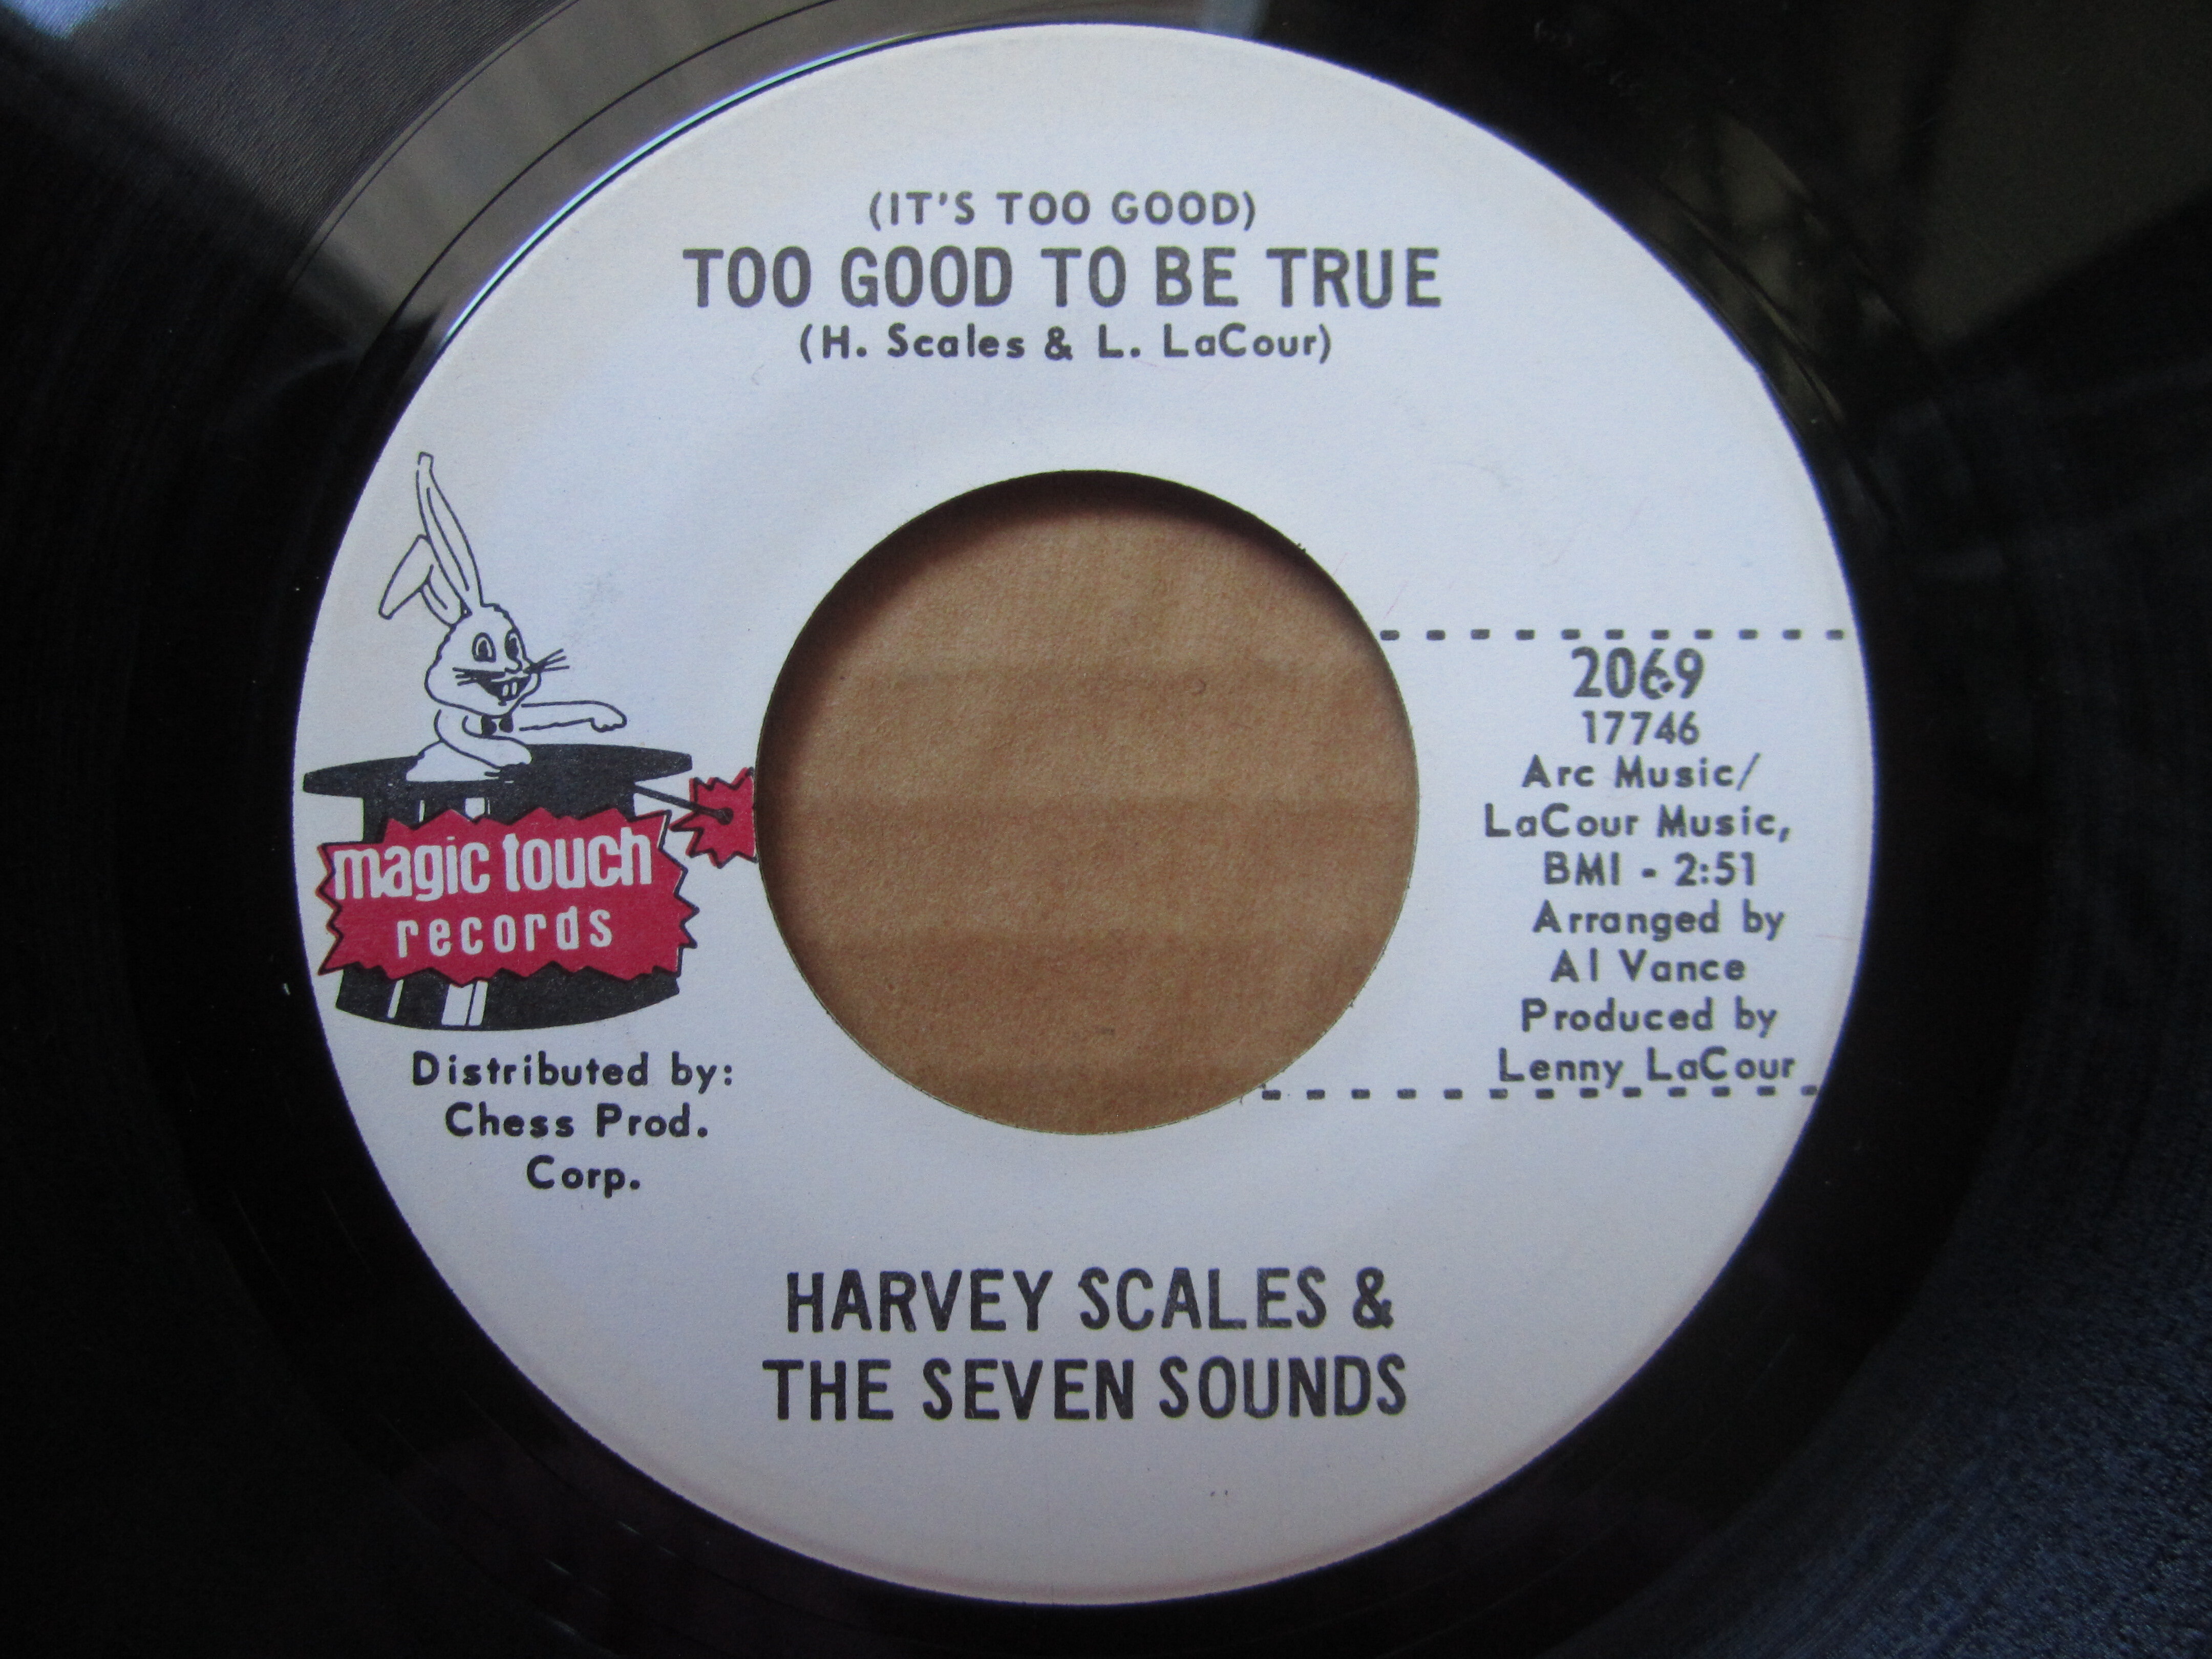 (IT'S TOO GOOD)
TOO GOOD TO BE TRUE
(H. Scales & L. LaCour)
magic touch
records
Distributed by:
Chess Prod.
Corp.
2069
17746
Arc Music/
LaCour Music,
BMI - 2:51
Arranged by
Al Vance
Produced by
Lenny LaCour
HARVEY SCALES &
THE SEVEN SOUNDS